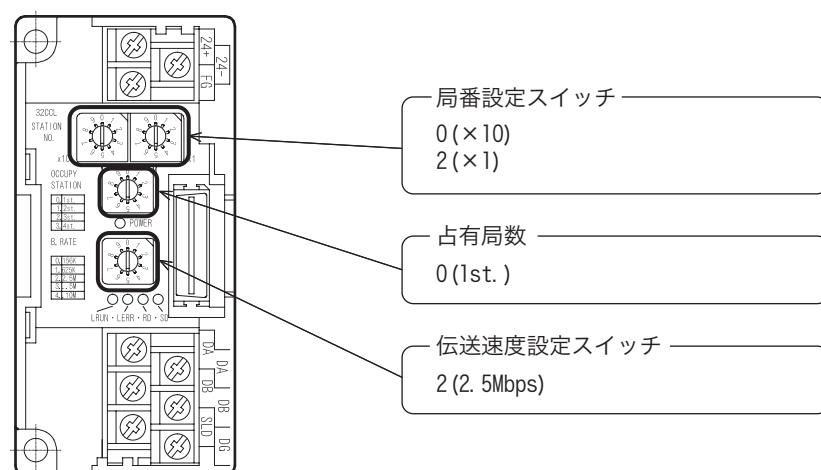 24+
24-
FG
32CCL
STATION
NO.
x10
x1
OCCUPY
STATION
0.1st.
1.2st.
2.3st.
3.4st.
POWER
B.RATE
0.156K
1.625K
2.2.5M
3...5M
4..10M
LRUN・LERR・RD・SD
DA
DA
DB
DB
SLD
DG
局番設定スイッチ
0(×10)
2(×1)
占有局数
0(1st.)
伝送速度設定スイッチ
2(2.5Mbps)